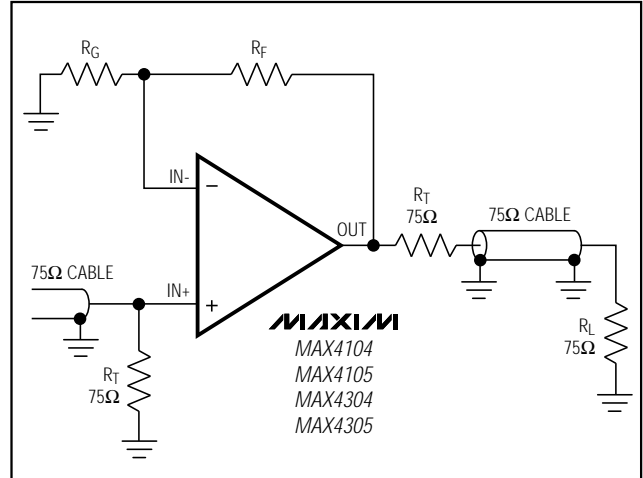 RG
RF
IN-
−
OUT
RT
75Ω
75Ω CABLE
75Ω CABLE
IN+
+
MAXIM
MAX4104
MAX4105
MAX4304
MAX4305
RT
75Ω
RL
75Ω